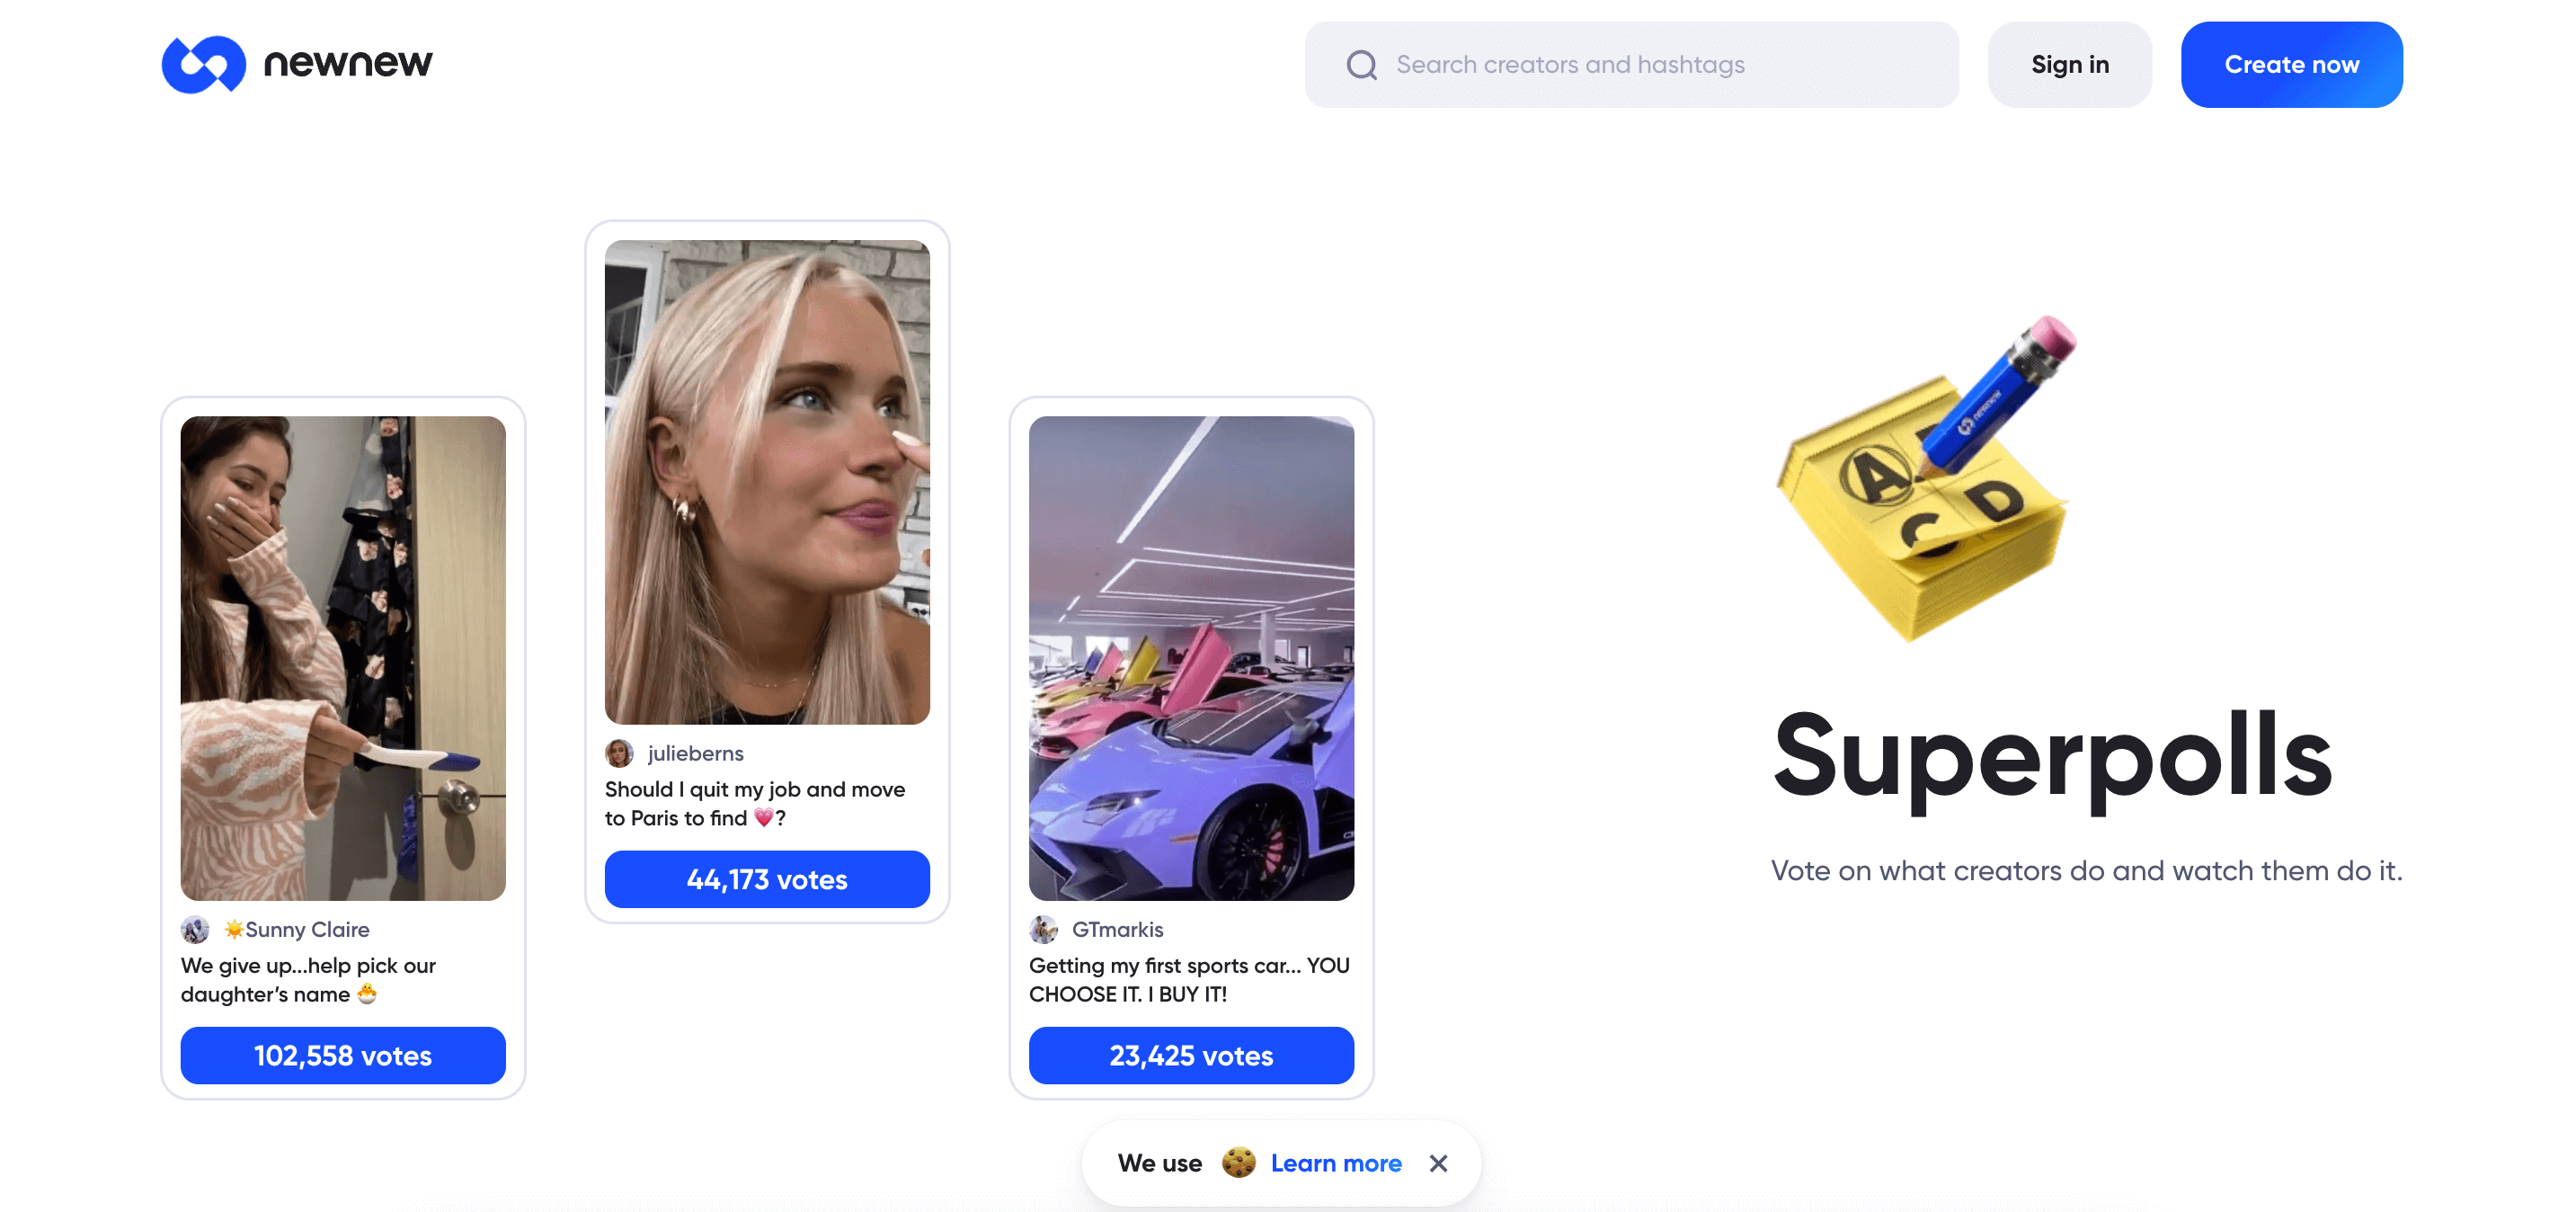 newnew
Search creators and hashtags
Sign in
Create now
☀️Sunny Claire
We give up...help pick our
daughter’s name 🐣
102,558 votes
julieberns
Should I quit my job and move
to Paris to find 💗?
44,173 votes
GTmarkis
Getting my first sports car... YOU
CHOOSE IT. I BUY IT!
23,425 votes
newnew
A
D
C
Superpolls
Vote on what creators do and watch them do it.
We use 🍪 Learn more